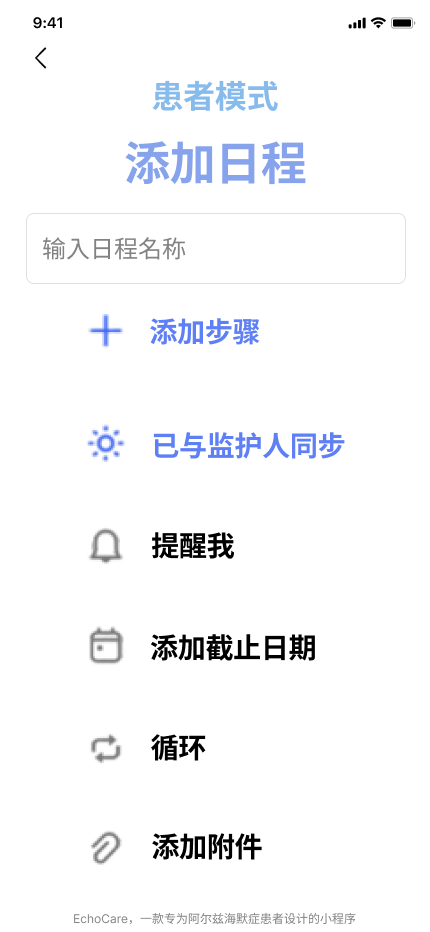 9:41
患者模式
添加日程
输入日程名称
添加步骤
已与监护人同步
提醒我
添加截止日期
循环
添加附件
EchoCare，一款专为阿尔兹海默症患者设计的小程序